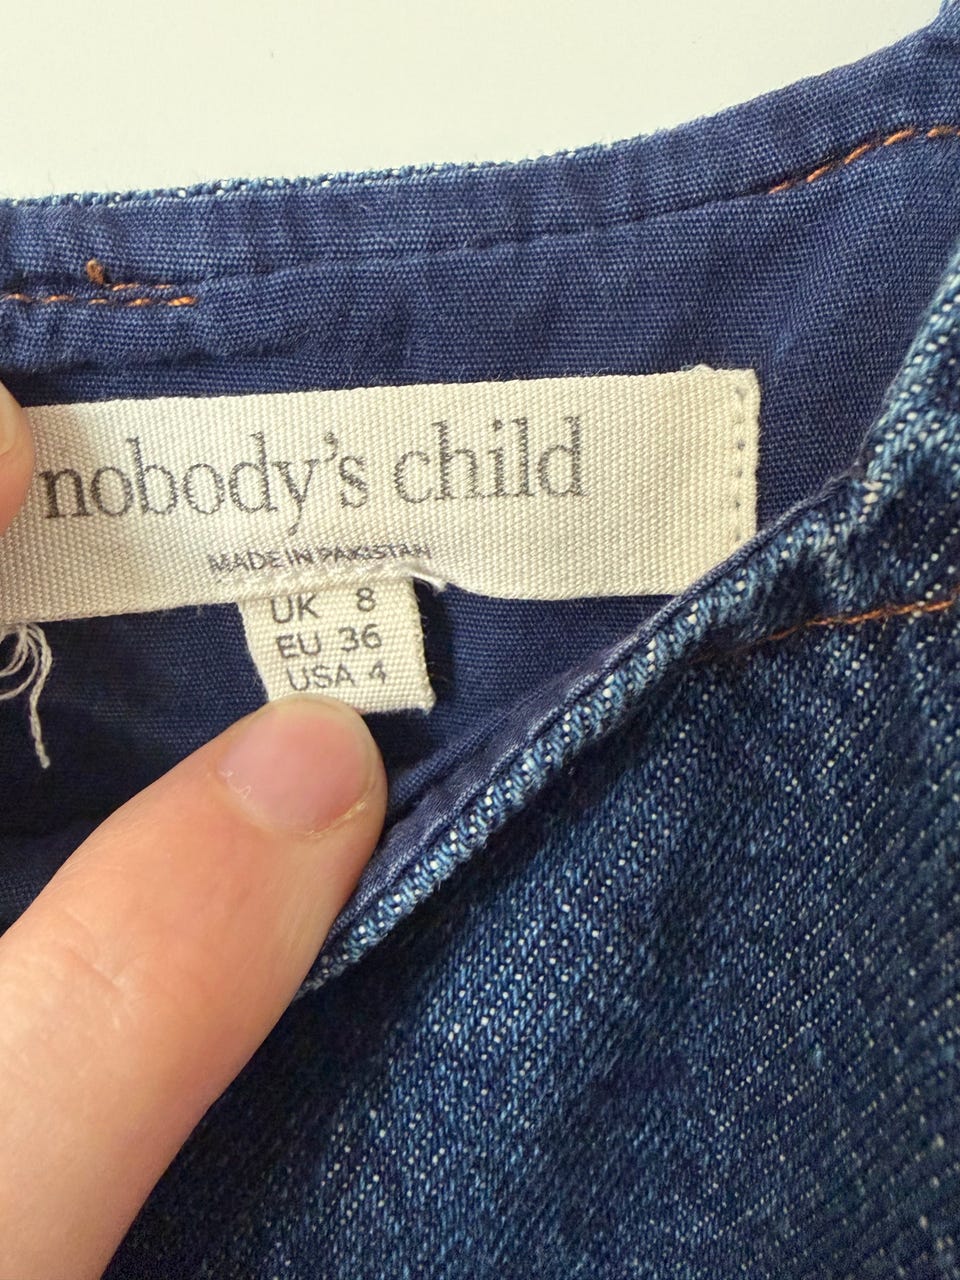 nobody's child
MADE IN PAKISTAN
UK 8
EU 36
USA 4